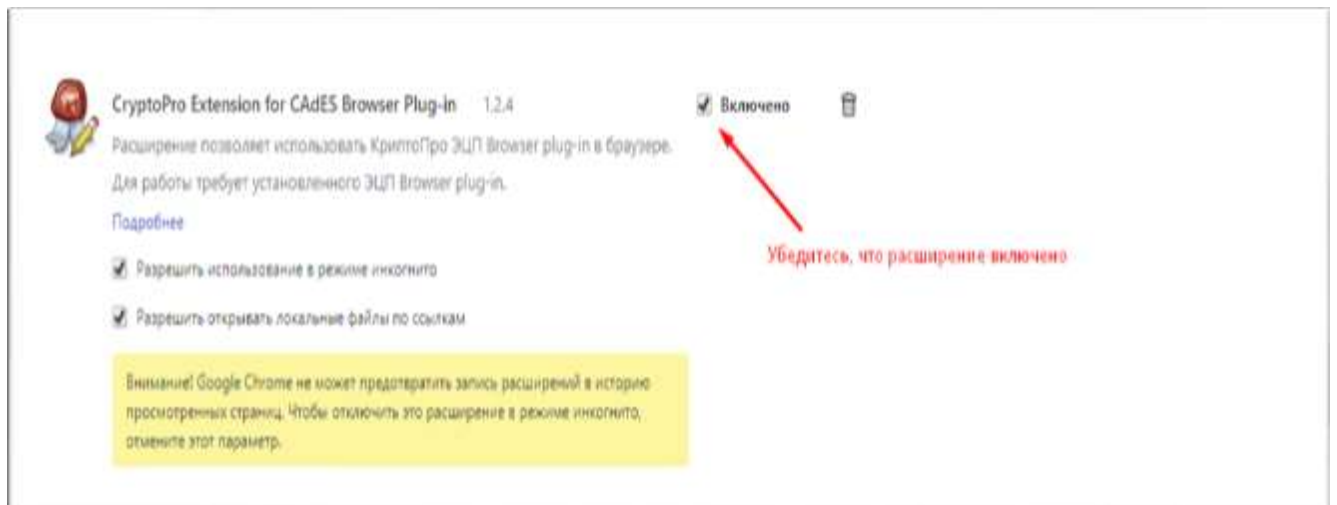 CryptoPro Extension for CAdES Browser Plug-in 1.2.4
Включено
Расширение позволяет использовать КриптоПро ЭЦП Browser plug-in в браузере.
Для работы требует установленного ЭЦП Browser plug-in.
Подробнее
Убедитесь, что расширение включено
Разрешить использование в режиме инкогнито
Разрешить открывать локальные файлы по ссылкам
Внимание! Google Chrome не может предотвратить запись расширений в историю
просмотренных страниц. Чтобы отключить это расширение в режиме инкогнито,
отмените этот параметр.